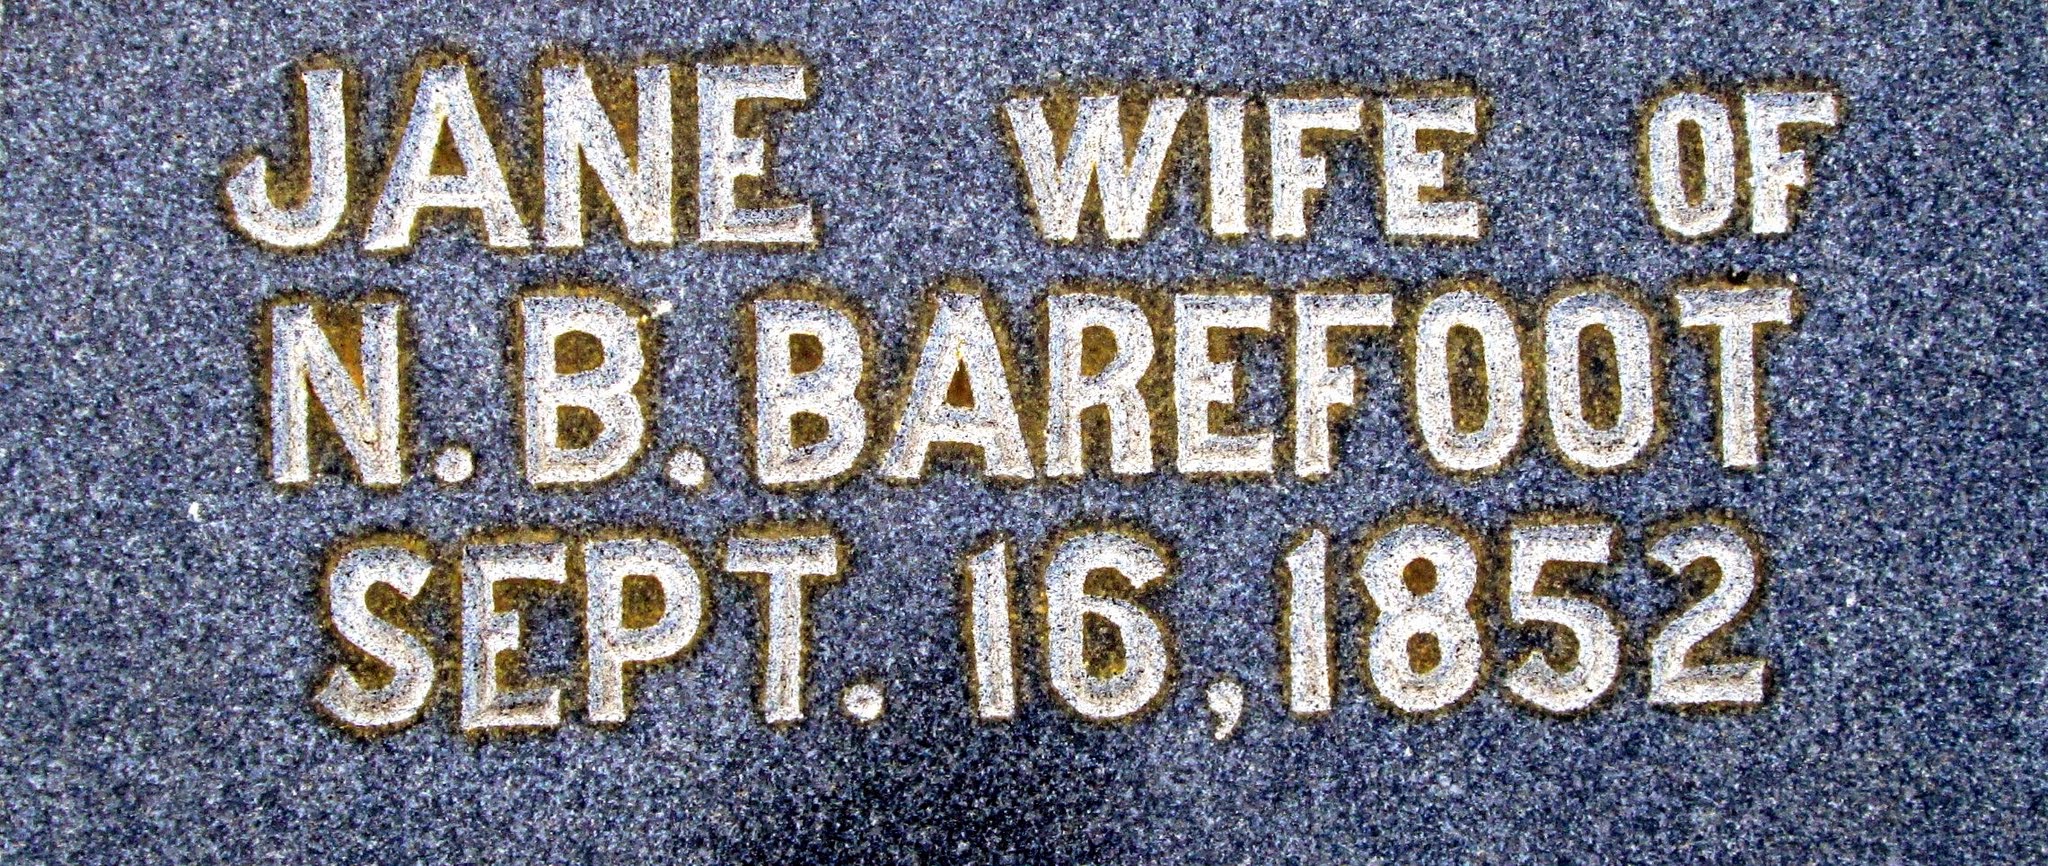 JANE WIFE OF
N. B. BAREFOOT
SEPT. 16, 1852